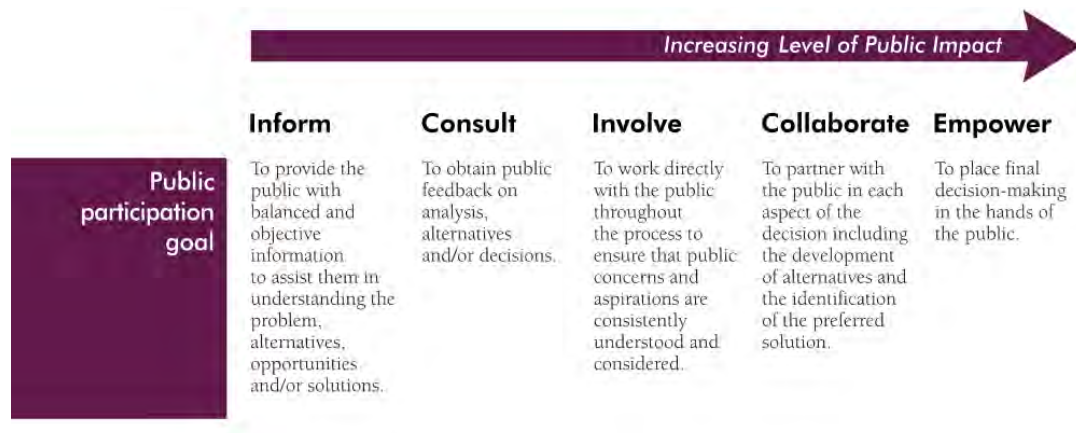 Increasing Level of Public Impact
Public
participation
goal
Inform
To provide the
public with
balanced and
objective
information
to assist them in
understanding the
problem,
alternatives,
opportunities
and/or solutions.
Consult
To obtain public
feedback on
analysis,
alternatives
and/or decisions.
Involve
To work directly
with the public
throughout
the process to
ensure that public
concerns and
aspirations are
consistently
understood and
considered.
Collaborate
To partner with
the public in each
aspect of the
decision including
the development
of alternatives and
the identification
of the preferred
solution.
Empower
To place final
decision-making
in the hands of
the public.